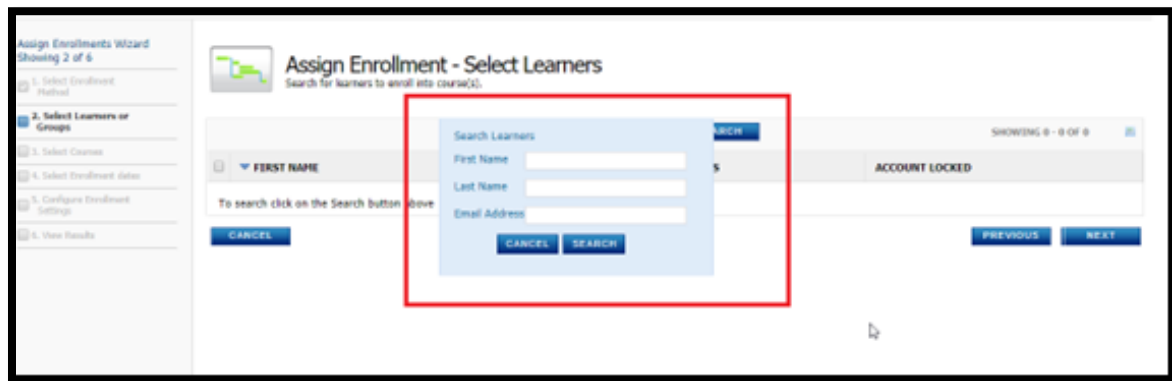 Assign Enrollments Wizard
Showing 2 of 6
1. Select Enrollment
Method
2. Select Learners or
Groups
3. Select Courses
4. Select Enrollment dates
5. Configure Enrollment
Settings
6. View Results
Assign Enrollment - Select Learners
Search for learners to enroll into course(s).
SHOWING 0 - 0 OF 0
FIRST NAME
ACCOUNT LOCKED
To search click on the Search button above
Search Learners
First Name
Last Name
Email Address
CANCEL SEARCH
CANCEL
PREVIOUS NEXT